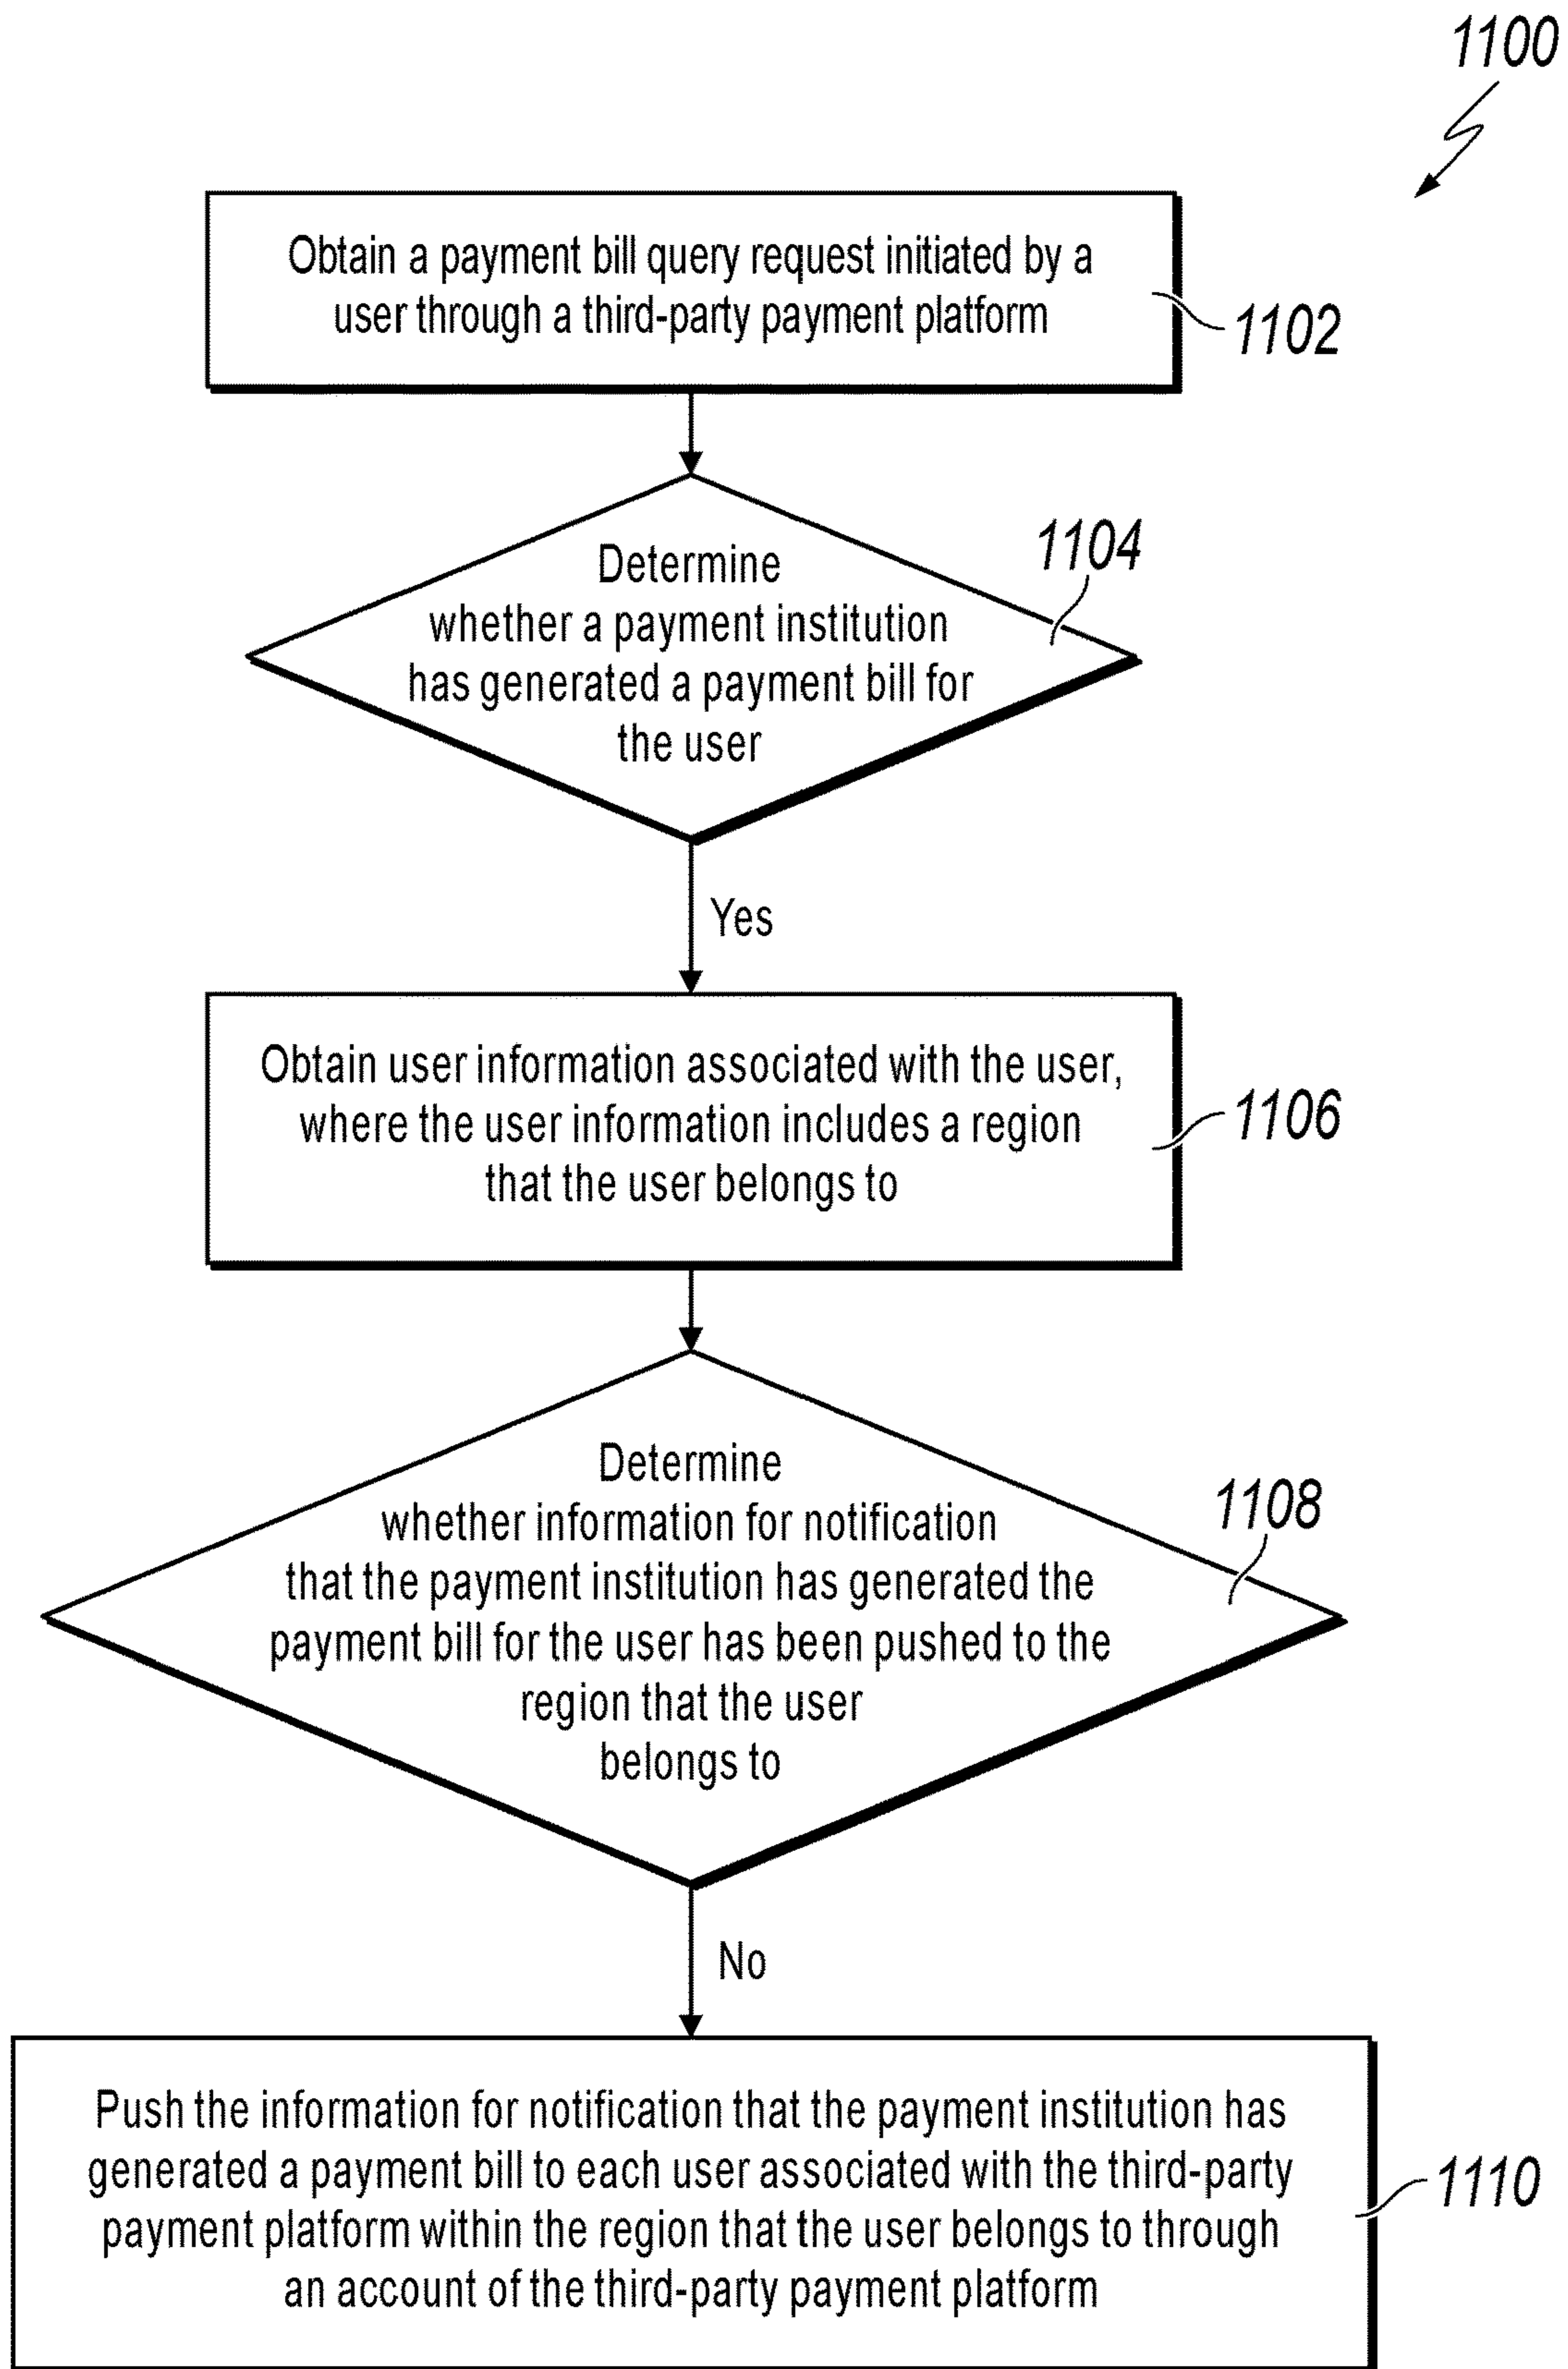 1100
Obtain a payment bill query request initiated by a
user through a third-party payment platform
1102
Determine
whether a payment institution
has generated a payment bill for
the user
1104
Yes
Obtain user information associated with the user,
where the user information includes a region
that the user belongs to
1106
Determine
whether information for notification
that the payment institution has generated the
payment bill for the user has been pushed to the
region that the user
belongs to
1108
No
Push the information for notification that the payment institution has
generated a payment bill to each user associated with the third-party
payment platform within the region that the user belongs to through
an account of the third-party payment platform
1110